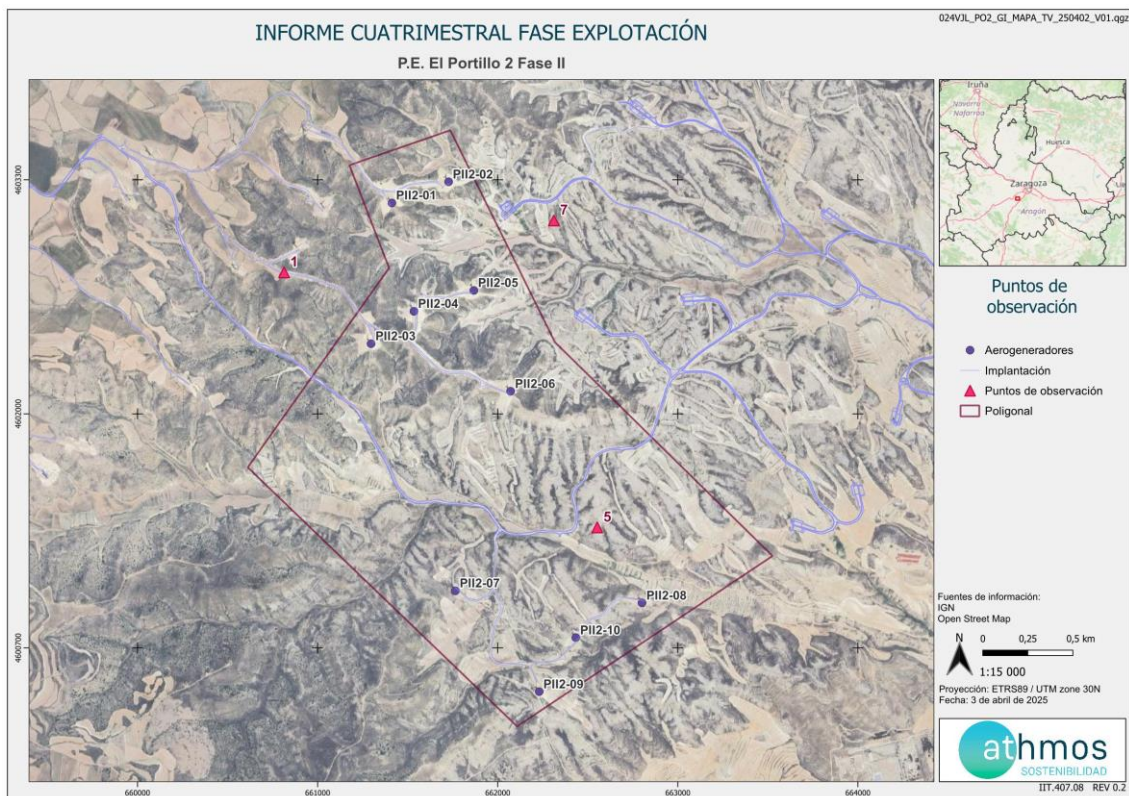 024VJL_PO2_GI_MAPA_TV_250402_V01.qgz
INFORME CUATRIMESTRAL FASE EXPLOTACIÓN
P.E. El Portillo 2 Fase II
4603300
4602000
4600700
660000
661000
662000
663000
664000
PII2-02
PII2-01
7
1
PII2-05
PII2-04
PII2-03
PII2-06
5
PII2-07
PII2-08
PII2-10
PII2-09
Iruña
Navarra
Nafarroa
Huesca
Zaragoza
Aragón
Puntos de
observación
Aerogeneradores
Implantación
Puntos de observación
Poligonal
Fuentes de información:
IGN
Open Street Map
N
0 0,25 0,5 km
1:15 000
Proyección: ETRS89 / UTM zone 30N
Fecha: 3 de abril de 2025
athmos
SOSTENIBILIDAD
IIT.407.08 REV 0.2